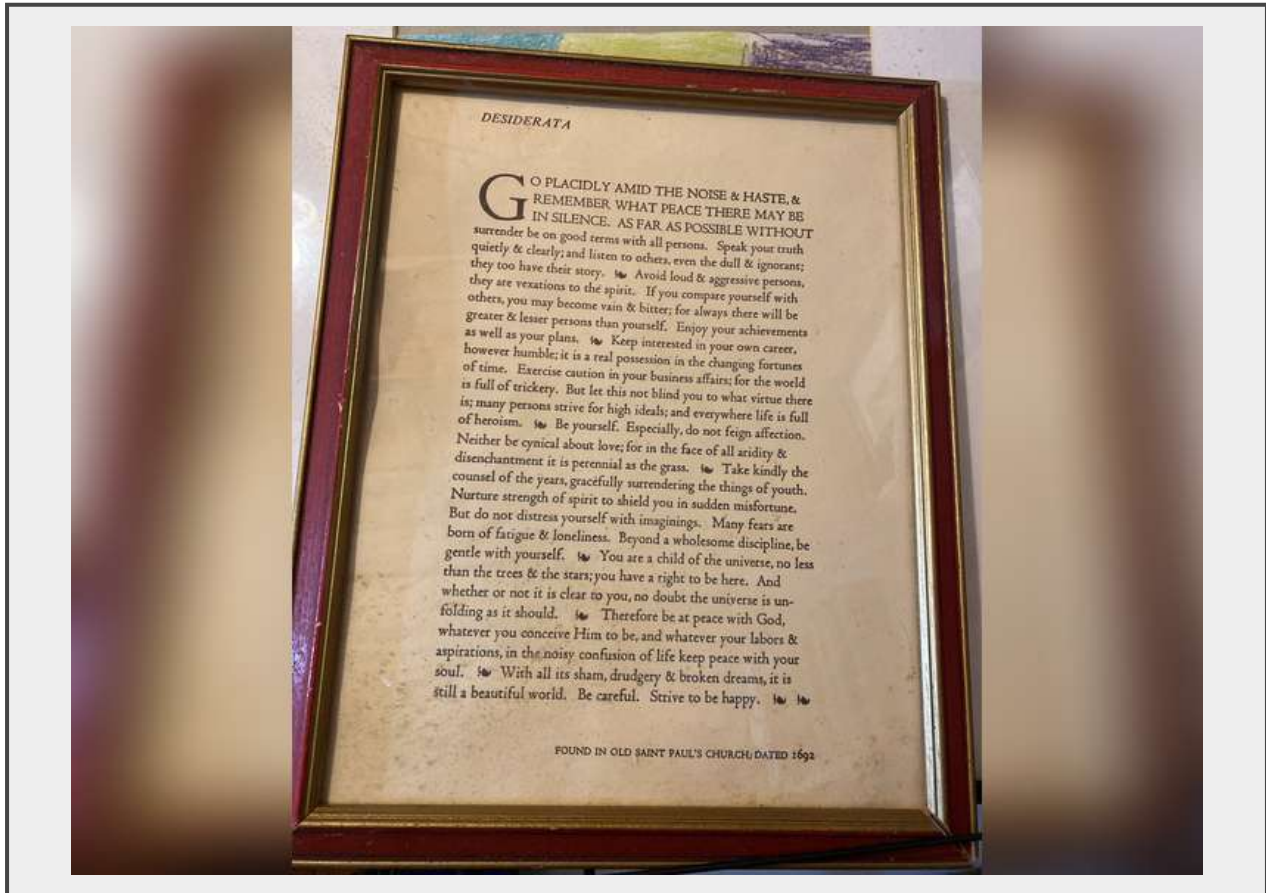 DESIDERATA
GO PLACIDLY AMID THE NOISE & HASTE, &
REMEMBER WHAT PEACE THERE MAY BE
IN SILENCE. AS FAR AS POSSIBLE WITHOUT
surrender be on good terms with all persons. Speak your truth
quietly & clearly; and listen to others, even the dull & ignorant;
they too have their story. ❧ Avoid loud & aggressive persons,
they are vexations to the spirit. If you compare yourself with
others, you may become vain & bitter; for always there will be
greater & lesser persons than yourself. Enjoy your achievements
as well as your plans. ❧ Keep interested in your own career,
however humble; it is a real possession in the changing fortunes
of time. Exercise caution in your business affairs; for the world
is full of trickery. But let this not blind you to what virtue there
is; many persons strive for high ideals; and everywhere life is full
of heroism. ❧ Be yourself. Especially, do not feign affection.
Neither be cynical about love; for in the face of all aridity &
disenchantment it is perennial as the grass. ❧ Take kindly the
counsel of the years, gracefully surrendering the things of youth.
Nurture strength of spirit to shield you in sudden misfortune.
But do not distress yourself with imaginings. Many fears are
born of fatigue & loneliness. Beyond a wholesome discipline, be
gentle with yourself. ❧ You are a child of the universe, no less
than the trees & the stars; you have a right to be here. And
whether or not it is clear to you, no doubt the universe is un-
folding as it should. ❧ Therefore be at peace with God,
whatever you conceive Him to be, and whatever your labors &
aspirations, in the noisy confusion of life keep peace with your
soul. ❧ With all its sham, drudgery & broken dreams, it is
still a beautiful world. Be careful. Strive to be happy. ❧ ❧
FOUND IN OLD SAINT PAUL'S CHURCH; DATED 1692